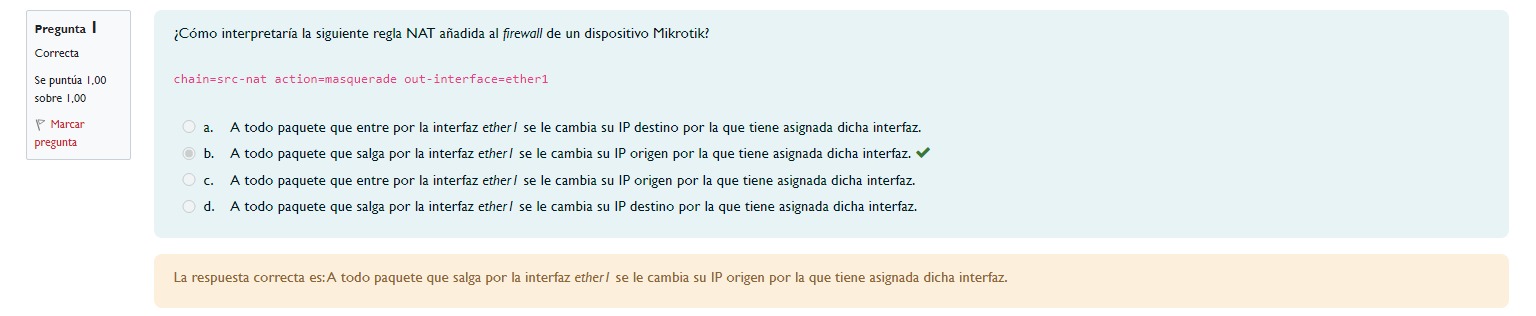 Pregunta 1
Correcta
Se puntúa 1,00
sobre 1,00
Marcar
pregunta
¿Cómo interpretaría la siguiente regla NAT añadida al firewall de un dispositivo Mikrotik?
chain=src-nat action=masquerade out-interface=ether1
a. A todo paquete que entre por la interfaz ether1 se le cambia su IP destino por la que tiene asignada dicha interfaz.
b. A todo paquete que salga por la interfaz ether1 se le cambia su IP origen por la que tiene asignada dicha interfaz.
c. A todo paquete que entre por la interfaz ether1 se le cambia su IP origen por la que tiene asignada dicha interfaz.
d. A todo paquete que salga por la interfaz ether1 se le cambia su IP destino por la que tiene asignada dicha interfaz.
La respuesta correcta es: A todo paquete que salga por la interfaz ether1 se le cambia su IP origen por la que tiene asignada dicha interfaz.